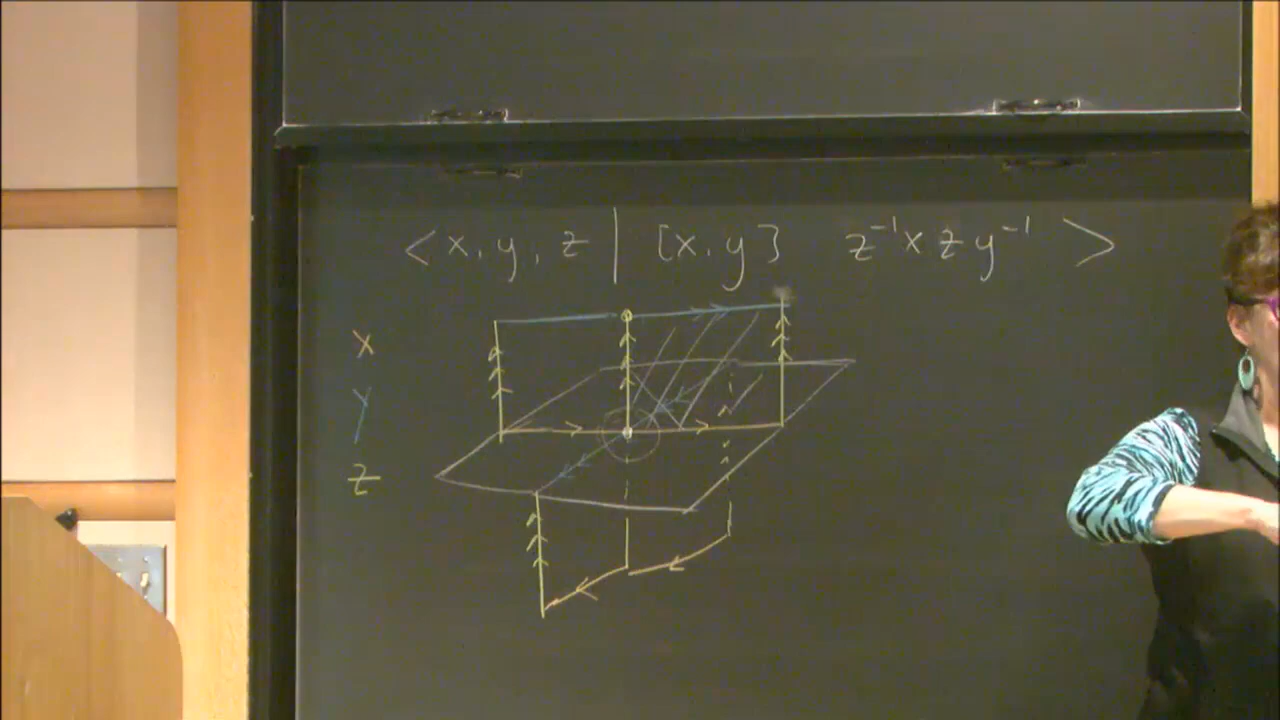 < x, y, z | [x, y]  z⁻¹ x z y⁻¹ >
x
y
z